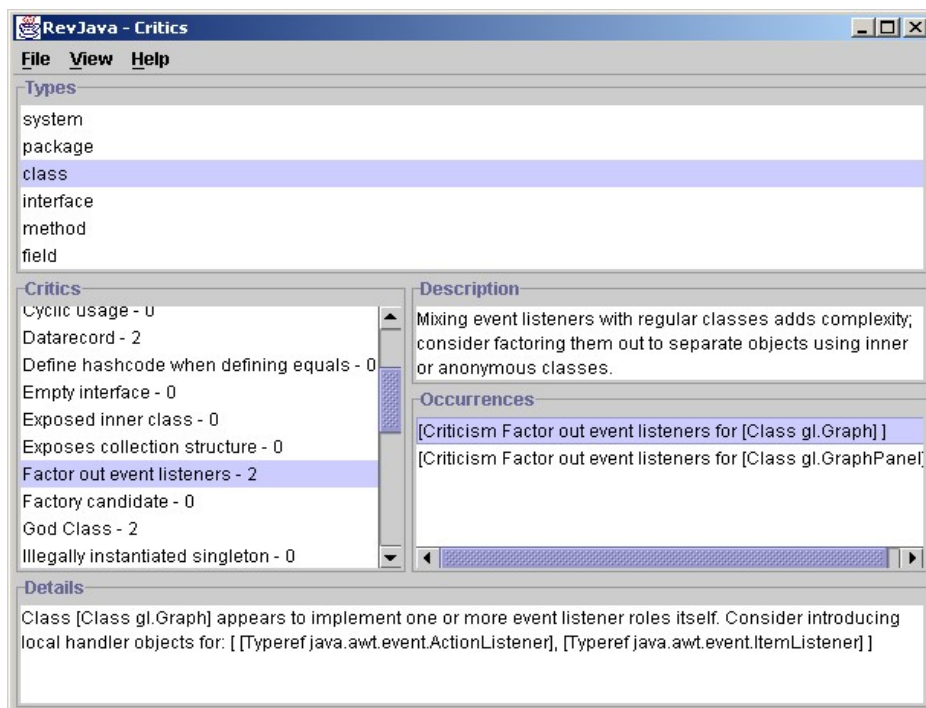 RevJava - Critics
File View Help
Types
system
package
class
interface
method
field
Critics
Cyclic usage - 0
Datarecord - 2
Define hashcode when defining equals - 0
Empty interface - 0
Exposed inner class - 0
Exposes collection structure - 0
Factor out event listeners - 2
Factory candidate - 0
God Class - 2
Illegally instantiated singleton - 0
Description
Mixing event listeners with regular classes adds complexity;
consider factoring them out to separate objects using inner
or anonymous classes.
Occurrences
[Criticism Factor out event listeners for [Class gl.Graph] ]
[Criticism Factor out event listeners for [Class gl.GraphPanel]
Details
Class [Class gl.Graph] appears to implement one or more event listener roles itself. Consider introducing
local handler objects for: [ [Typeref java.awt.event.ActionListener], [Typeref java.awt.event.ItemListener] ]